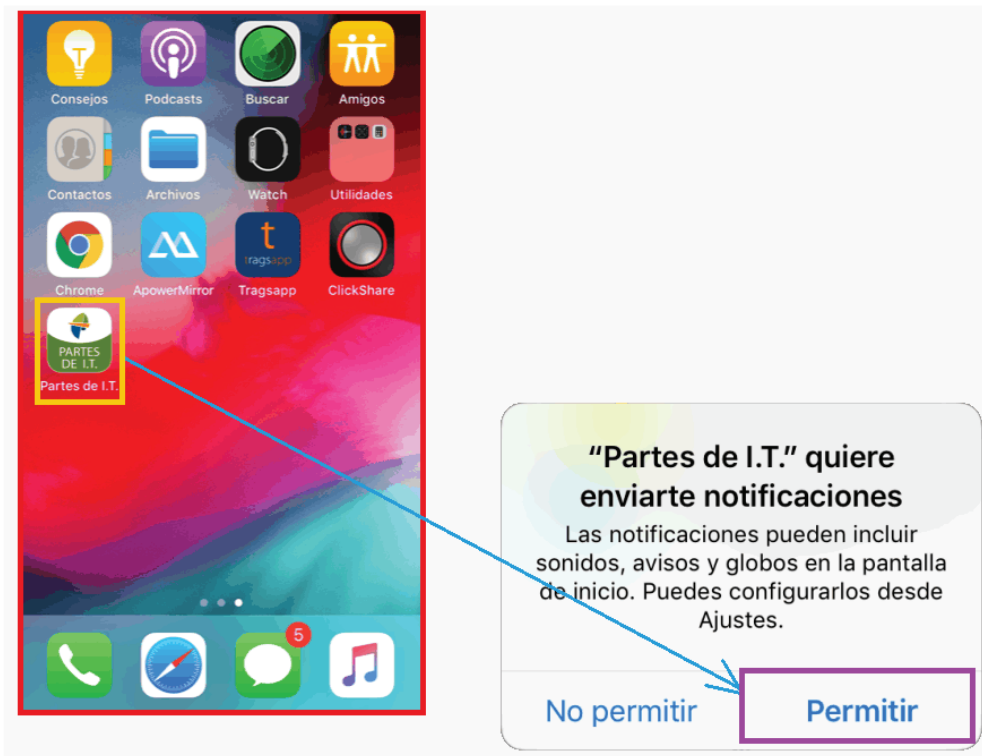 Consejos Podcasts Buscar Amigos
Contactos Archivos Watch Utilidades
t
tragsapp
Chrome ApowerMirror Tragsapp ClickShare
PARTES
DE I.T.
Partes de I.T.
5
“Partes de I.T.” quiere
enviarte notificaciones
Las notificaciones pueden incluir
sonidos, avisos y globos en la pantalla
de inicio. Puedes configurarlos desde
Ajustes.
No permitir Permitir